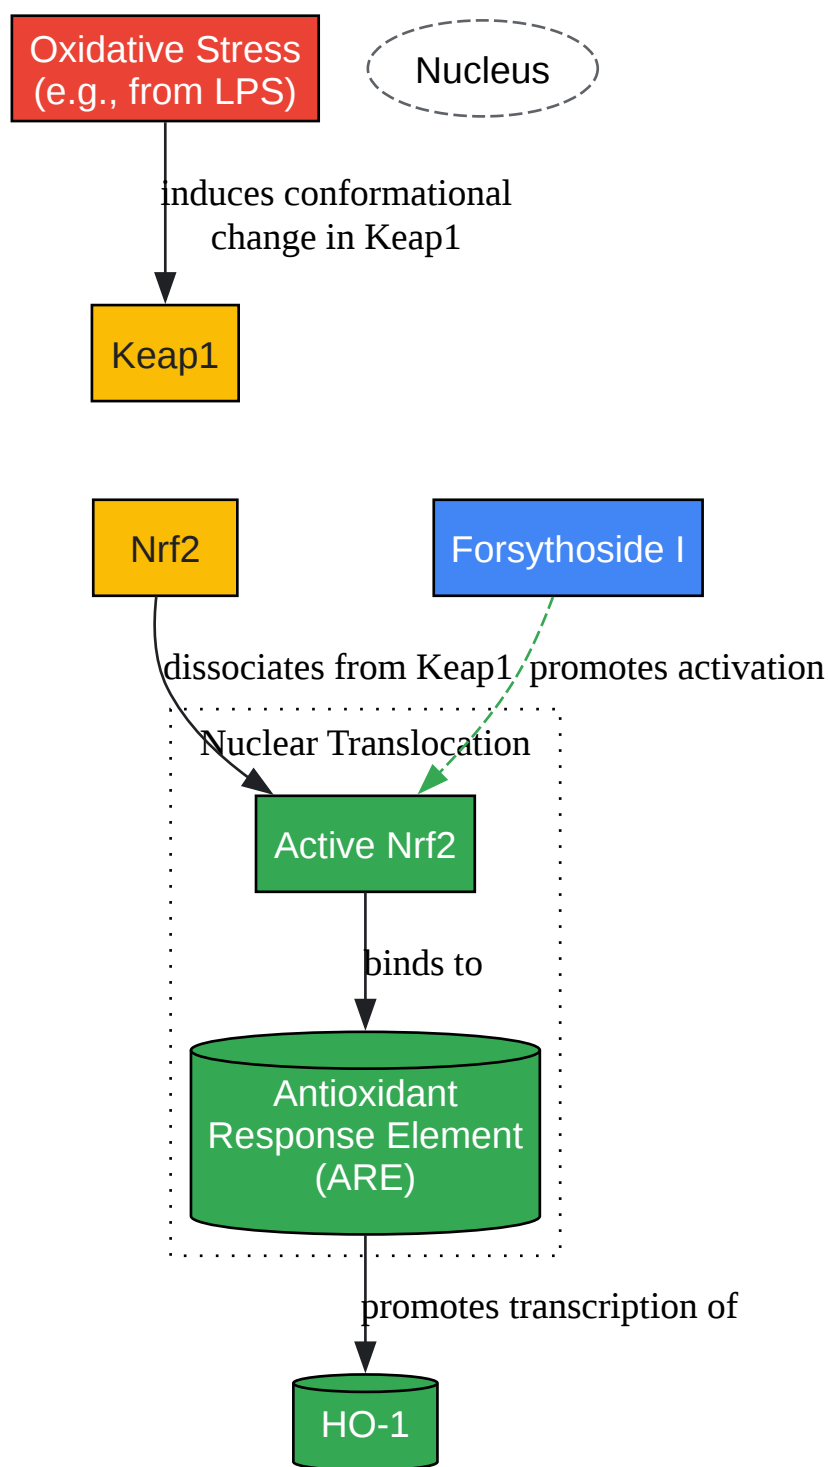 Oxidative Stress
(e.g., from LPS)
Nucleus
induces conformational
change in Keap1
Keap1
Nrf2
Forsythoside I
dissociates from Keap1
promotes activation
Nuclear Translocation
Active Nrf2
binds to
Antioxidant
Response Element
(ARE)
promotes transcription of
HO-1